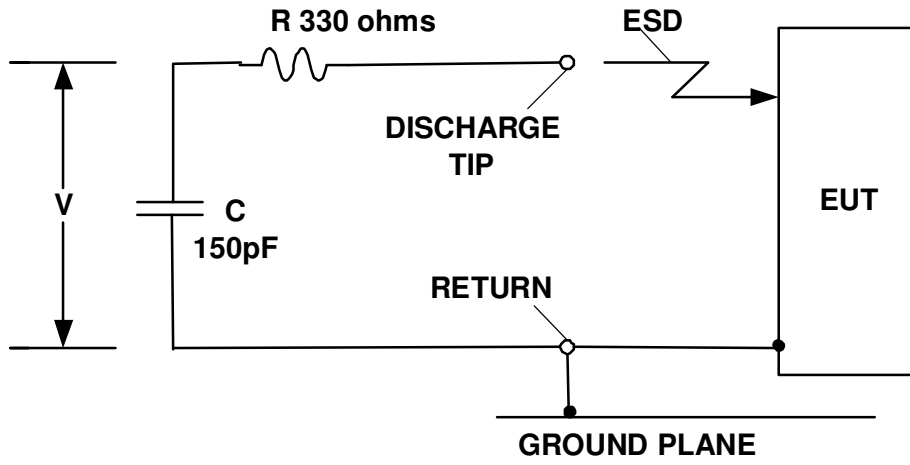 R 330 ohms
ESD
DISCHARGE
TIP
V
C
150pF
EUT
RETURN
GROUND PLANE